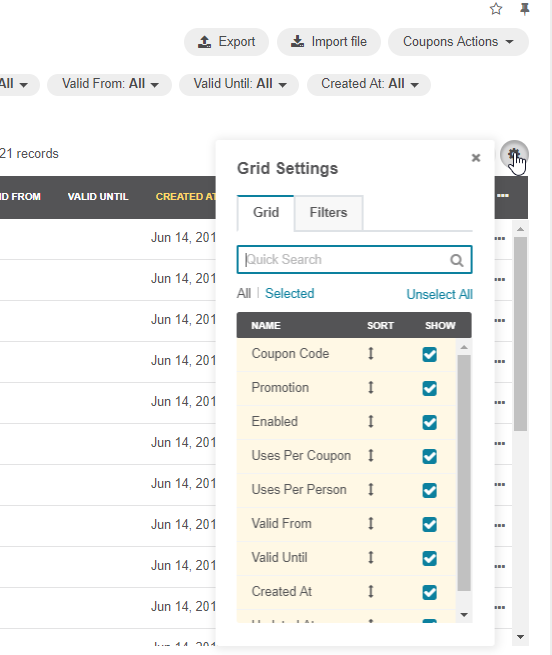 Export Import file Coupons Actions
All Valid From: All Valid Until: All Created At: All
21 records
Grid Settings
FROM VALID UNTIL CREATED AT
Grid Filters
Jun 14, 201
Quick Search
Jun 14, 201
All Selected Unselect All
Jun 14, 201
NAME SORT SHOW
Coupon Code
Jun 14, 201
Promotion
Jun 14, 201
Enabled
Jun 14, 201
Uses Per Coupon
Uses Per Person
Jun 14, 201
Valid From
Jun 14, 201
Valid Until
Jun 14, 201
Created At
Jun 14, 201